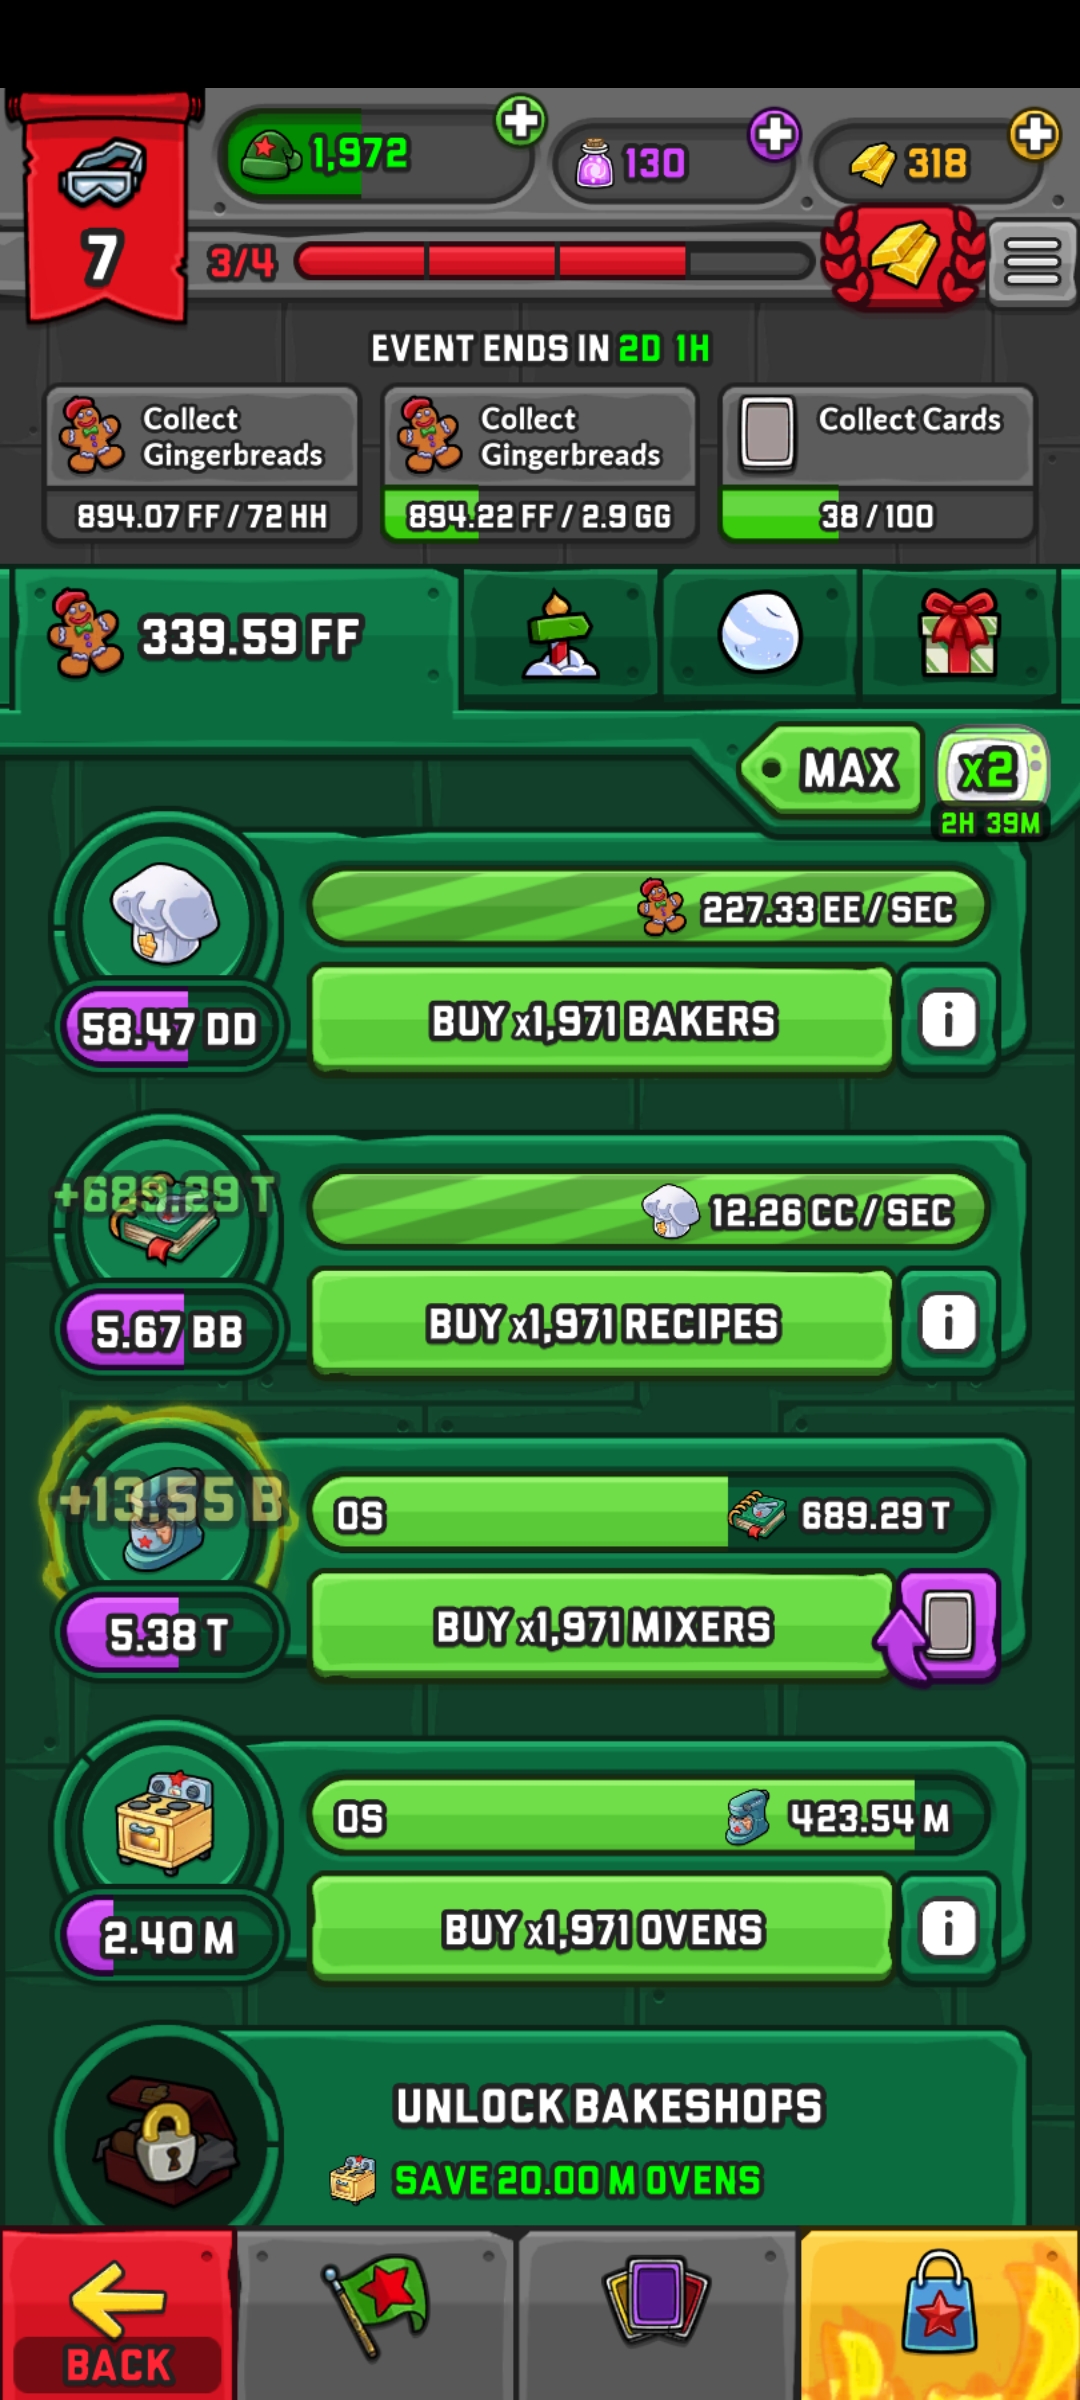 1,972
130
318
7
3/4
EVENT ENDS IN 2D 1H
Collect
Gingerbreads
894.07 FF / 72 HH
Collect
Gingerbreads
894.22 FF / 2.9 GG
Collect Cards
38 / 100
339.59 FF
MAX
x2
2H 39M
227.33 EE / SEC
58.47 DD
BUY x1,971 BAKERS
i
+689.29 T
12.26 CC / SEC
5.67 BB
BUY x1,971 RECIPES
i
+13.55 B
0S
689.29 T
5.38 T
BUY x1,971 MIXERS
0S
423.54 M
2.40 M
BUY x1,971 OVENS
i
UNLOCK BAKESHOPS
SAVE 20.00 M OVENS
BACK